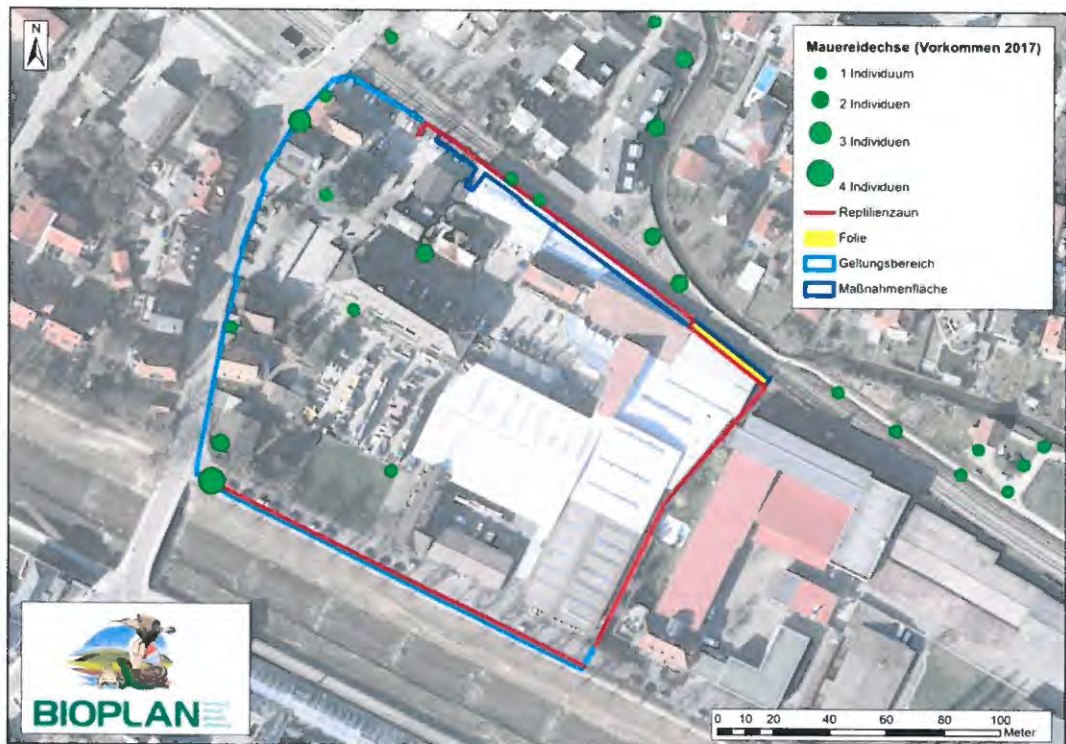 N
Mauereidechse (Vorkommen 2017)
1 Individuum
2 Individuen
3 Individuen
4 Individuen
Reptilienzaun
Folie
Geltungsbereich
Maßnahmenfläche
BIOPLAN
0 10 20 40 60 80 100
Meter